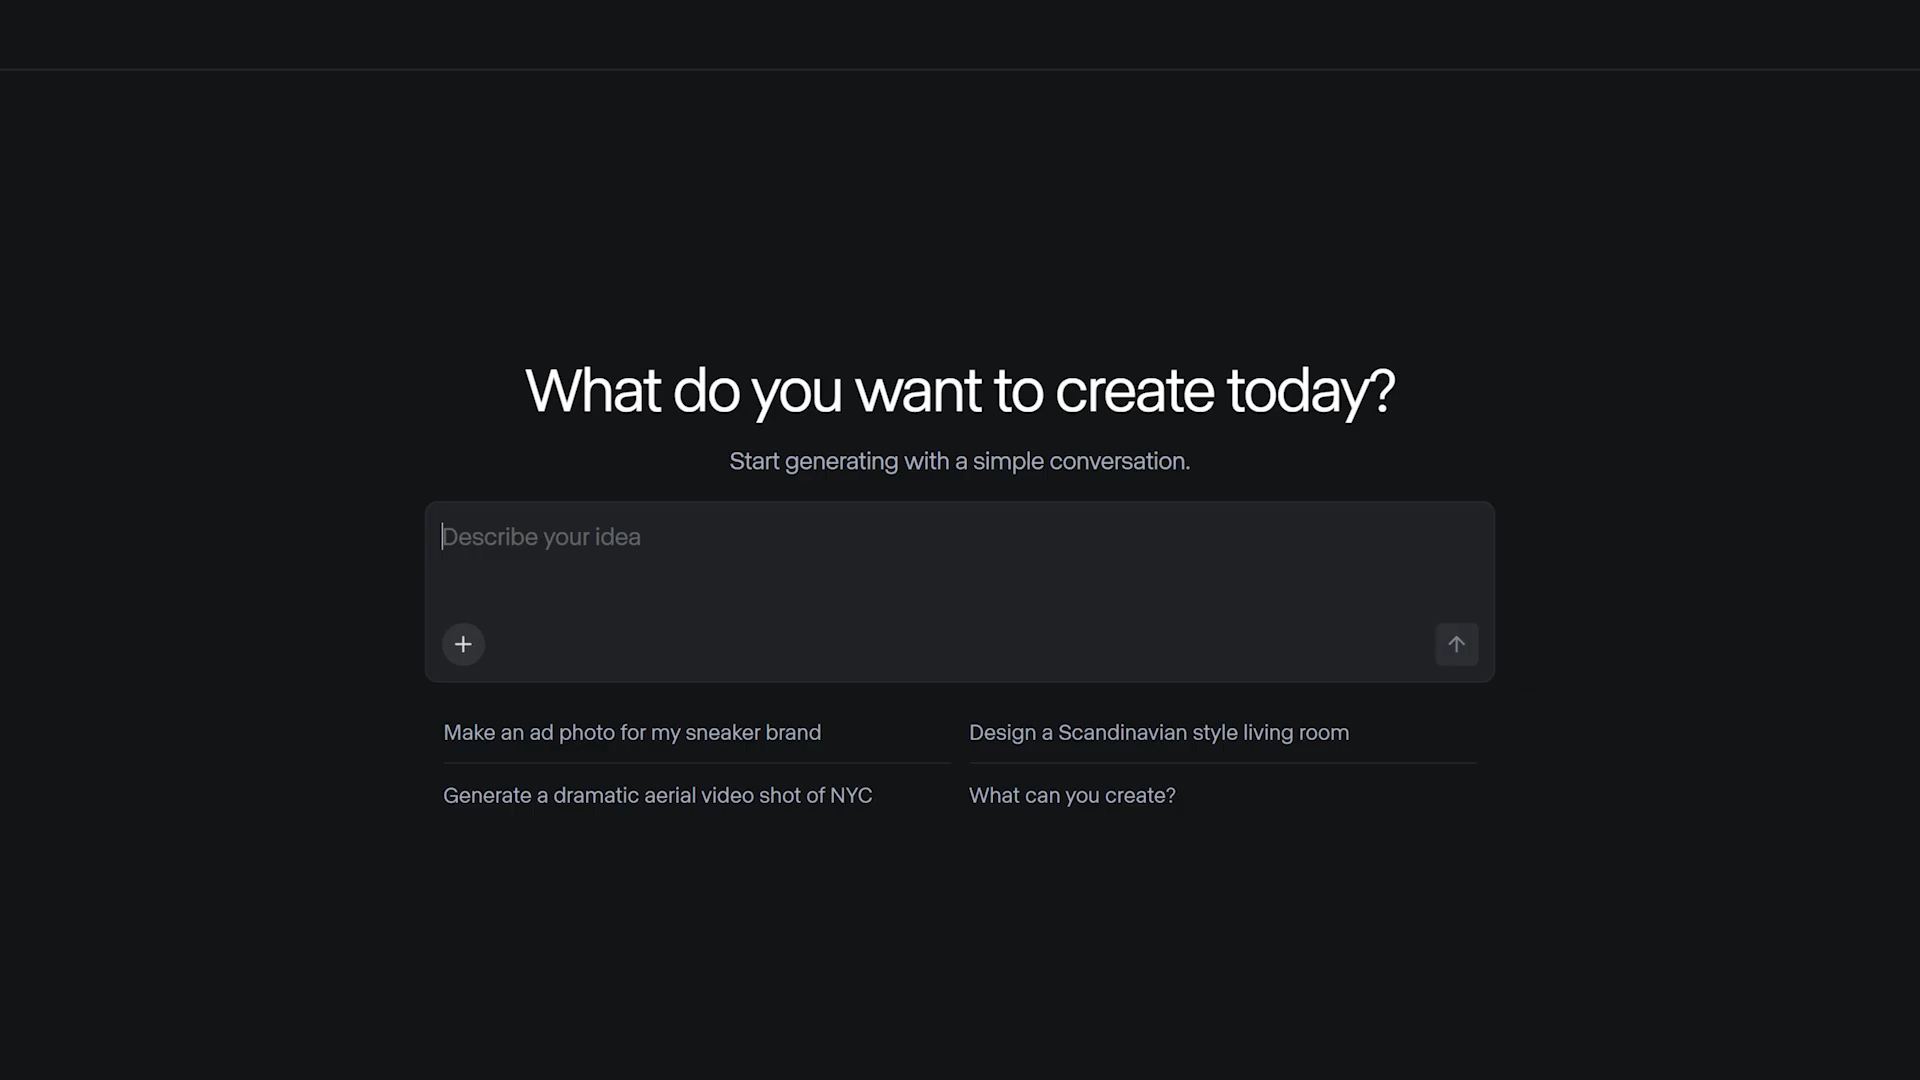 What do you want to create today?
Start generating with a simple conversation.
Describe your idea
Make an ad photo for my sneaker brand
Design a Scandinavian style living room
Generate a dramatic aerial video shot of NYC
What can you create?